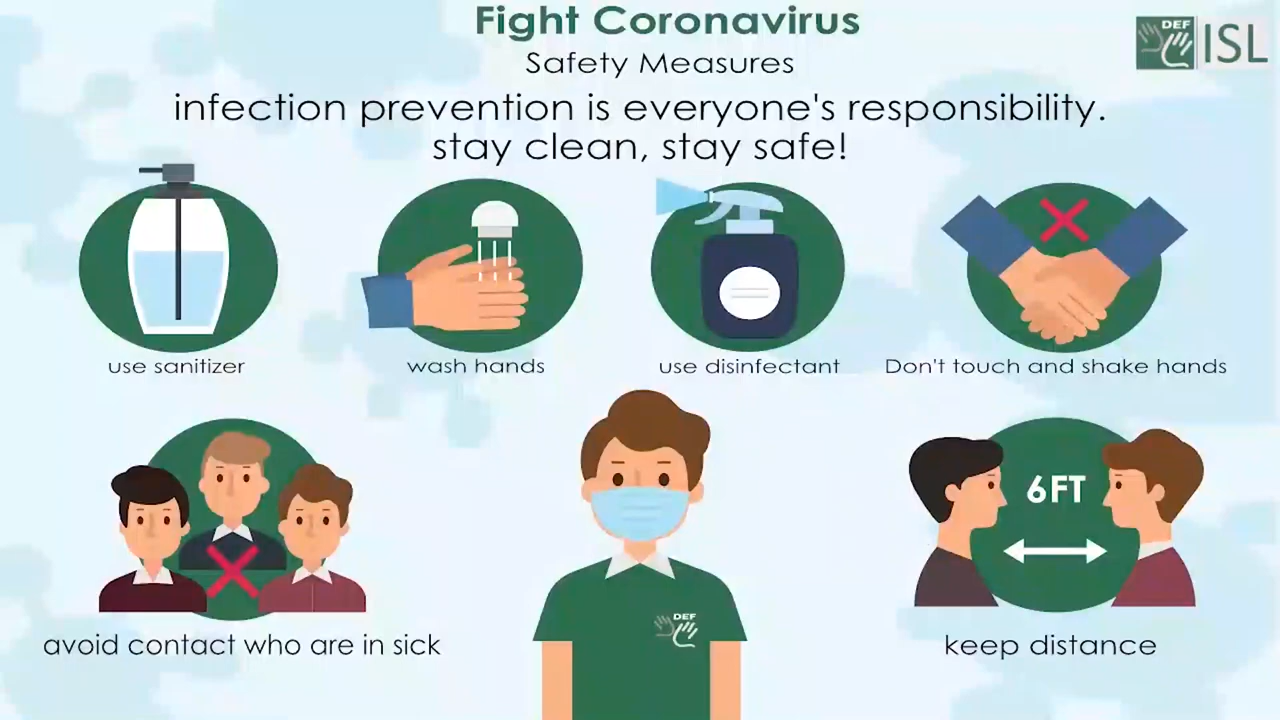 Fight Coronavirus
Safety Measures
infection prevention is everyone's responsibility.
stay clean, stay safe!
DEF
ISL
use sanitizer
wash hands
use disinfectant
Don't touch and shake hands
6FT
DEF
avoid contact who are in sick
keep distance